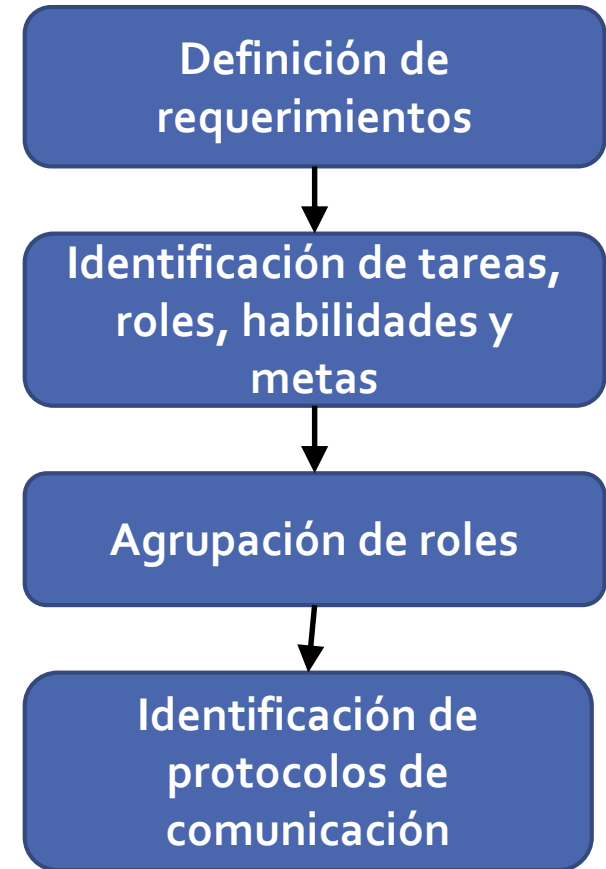 Definición de
requerimientos
Identificación de tareas,
roles, habilidades y
metas
Agrupación de roles
Identificación de
protocolos de
comunicación